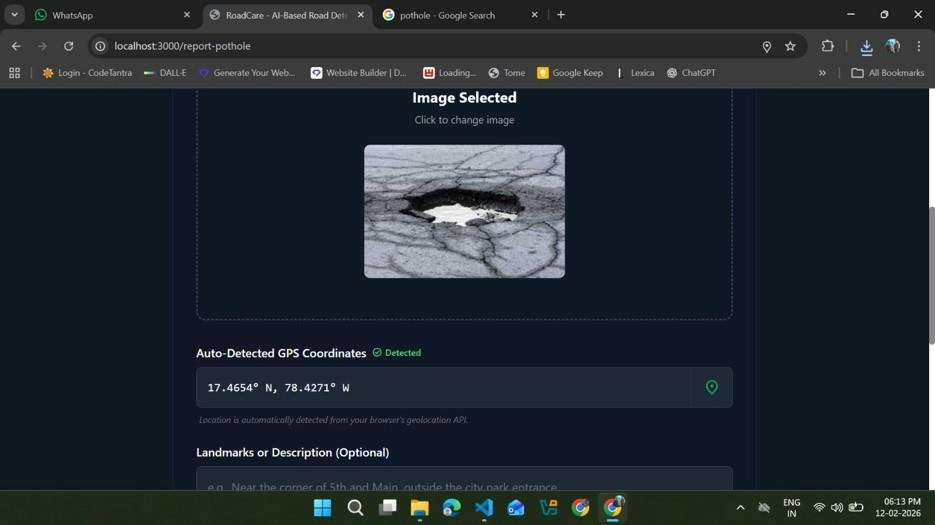 WhatsApp
RoadCare - AI-Based Road Dete
pothole - Google Search
localhost:3000/report-pothole
Login - CodeTantra
DALL-E
Generate Your Web...
Website Builder | D...
Loading...
Tome
Google Keep
Lexica
ChatGPT
All Bookmarks
Image Selected
Click to change image
Auto-Detected GPS Coordinates
Detected
17.4654° N, 78.4271° W
Location is automatically detected from your browser's geolocation API.
Landmarks or Description (Optional)
e.g., Near the corner of 5th and Main, outside the city park entrance
ENG
IN
06:13 PM
12-02-2026